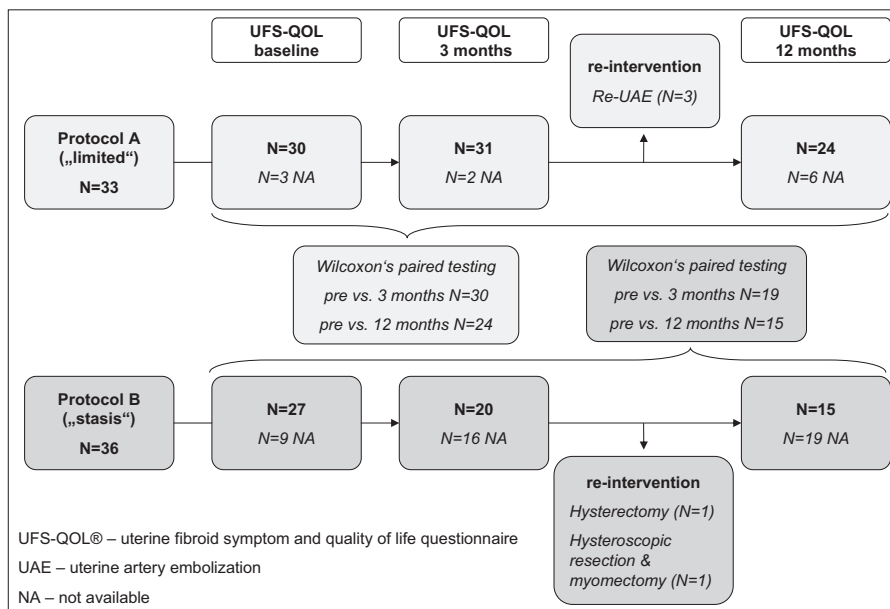 UFS-QOL
baseline
UFS-QOL
3 months
UFS-QOL
12 months
re-intervention
Re-UAE (N=3)
Protocol A
(„limited“)
N=33
N=30
N=3 NA
N=31
N=2 NA
N=24
N=6 NA
Wilcoxon‘s paired testing
pre vs. 3 months N=30
pre vs. 12 months N=24
Wilcoxon‘s paired testing
pre vs. 3 months N=19
pre vs. 12 months N=15
Protocol B
(„stasis“)
N=36
N=27
N=9 NA
N=20
N=16 NA
N=15
N=19 NA
re-intervention
Hysterectomy (N=1)
Hysteroscopic
resection &
myomectomy (N=1)
UFS-QOL® – uterine fibroid symptom and quality of life questionnaire
UAE – uterine artery embolization
NA – not available